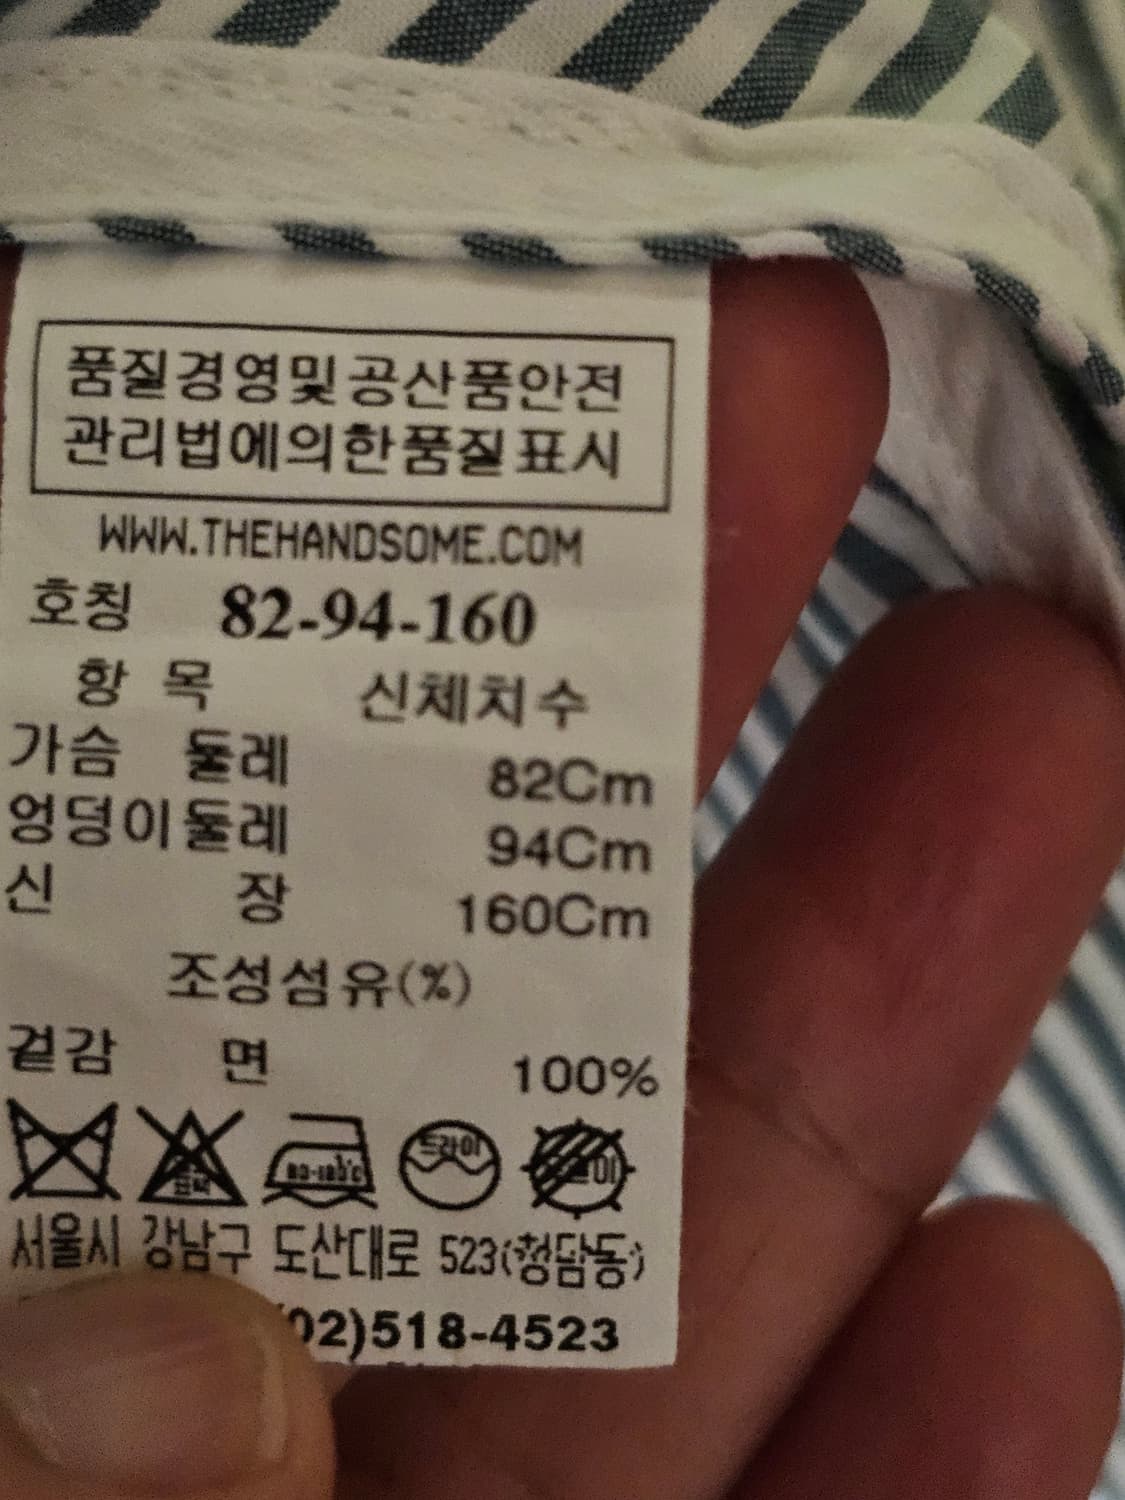 품질경영및공산품안전
관리법에의한품질표시
WWW.THEHANDSOME.COM
호칭 82-94-160
항 목 신체치수
가슴 둘레 82Cm
엉덩이둘레 94Cm
신 장 160Cm
조성섬유(%)
겉감 면 100%
드라이
서울시 강남구 도산대로 523(청담동)
02)518-4523